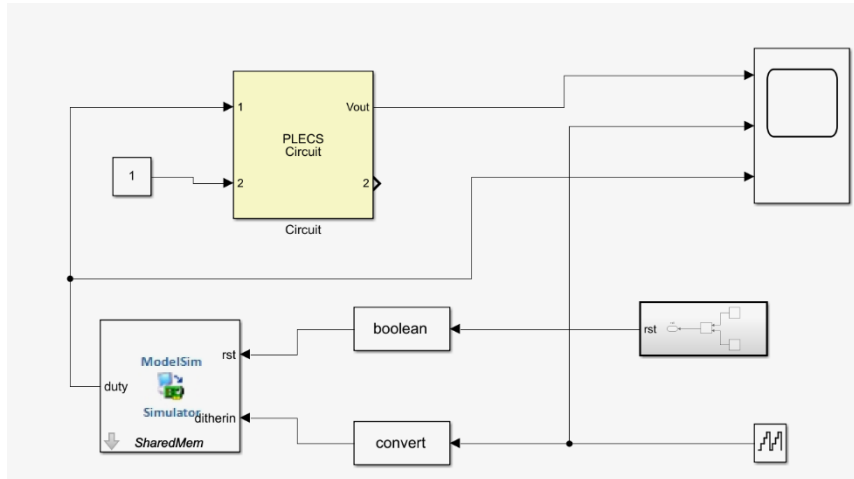 1
Vout
PLECS
Circuit
1
2
2
Circuit
boolean
rst
rst
ModelSim
duty
Simulator
ditherin
SharedMem
convert